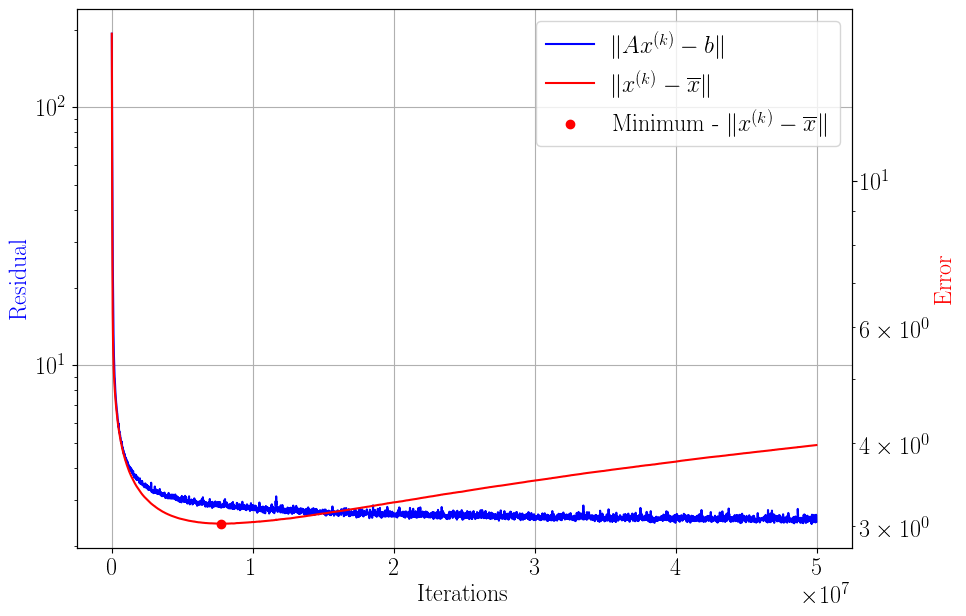 ‖Ax^{(k)} − b‖
‖x^{(k)} − x̅‖
Minimum - ‖x^{(k)} − x̅‖
10^2
10^1
Residual
10^1
6 × 10^0
4 × 10^0
3 × 10^0
Error
0 1 2 3 4 5
×10^7
Iterations